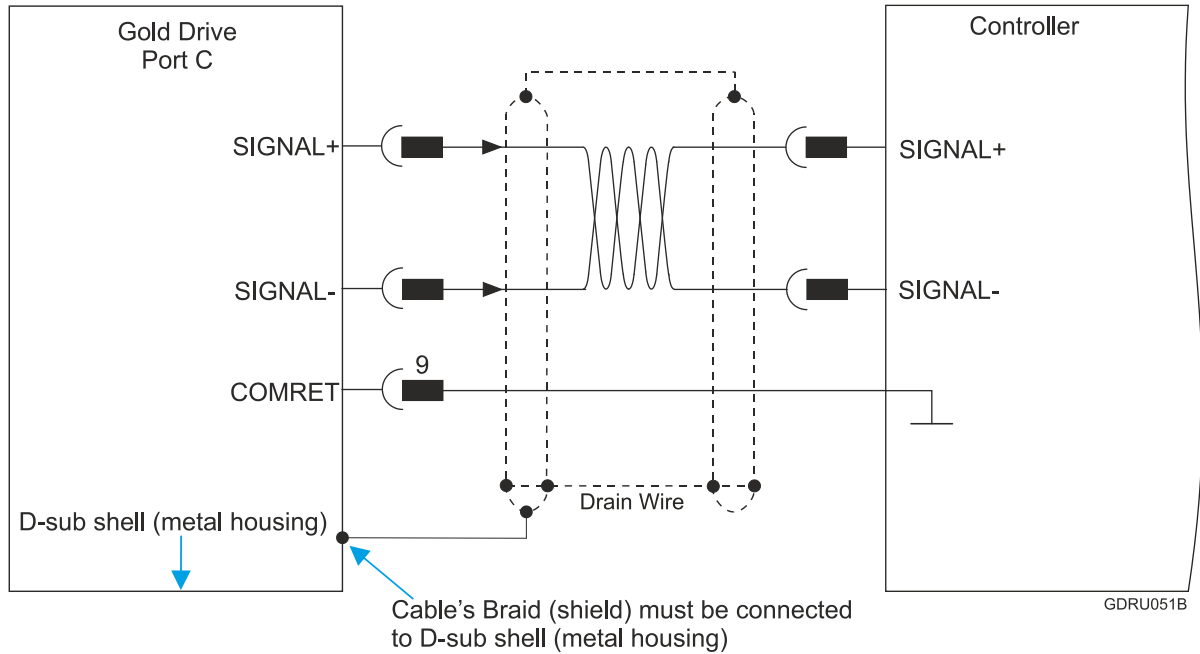 Gold Drive
Port C
Controller
SIGNAL+
SIGNAL+
SIGNAL-
SIGNAL-
9
COMRET
Drain Wire
D-sub shell (metal housing)
Cable's Braid (shield) must be connected
to D-sub shell (metal housing)
GDRU051B